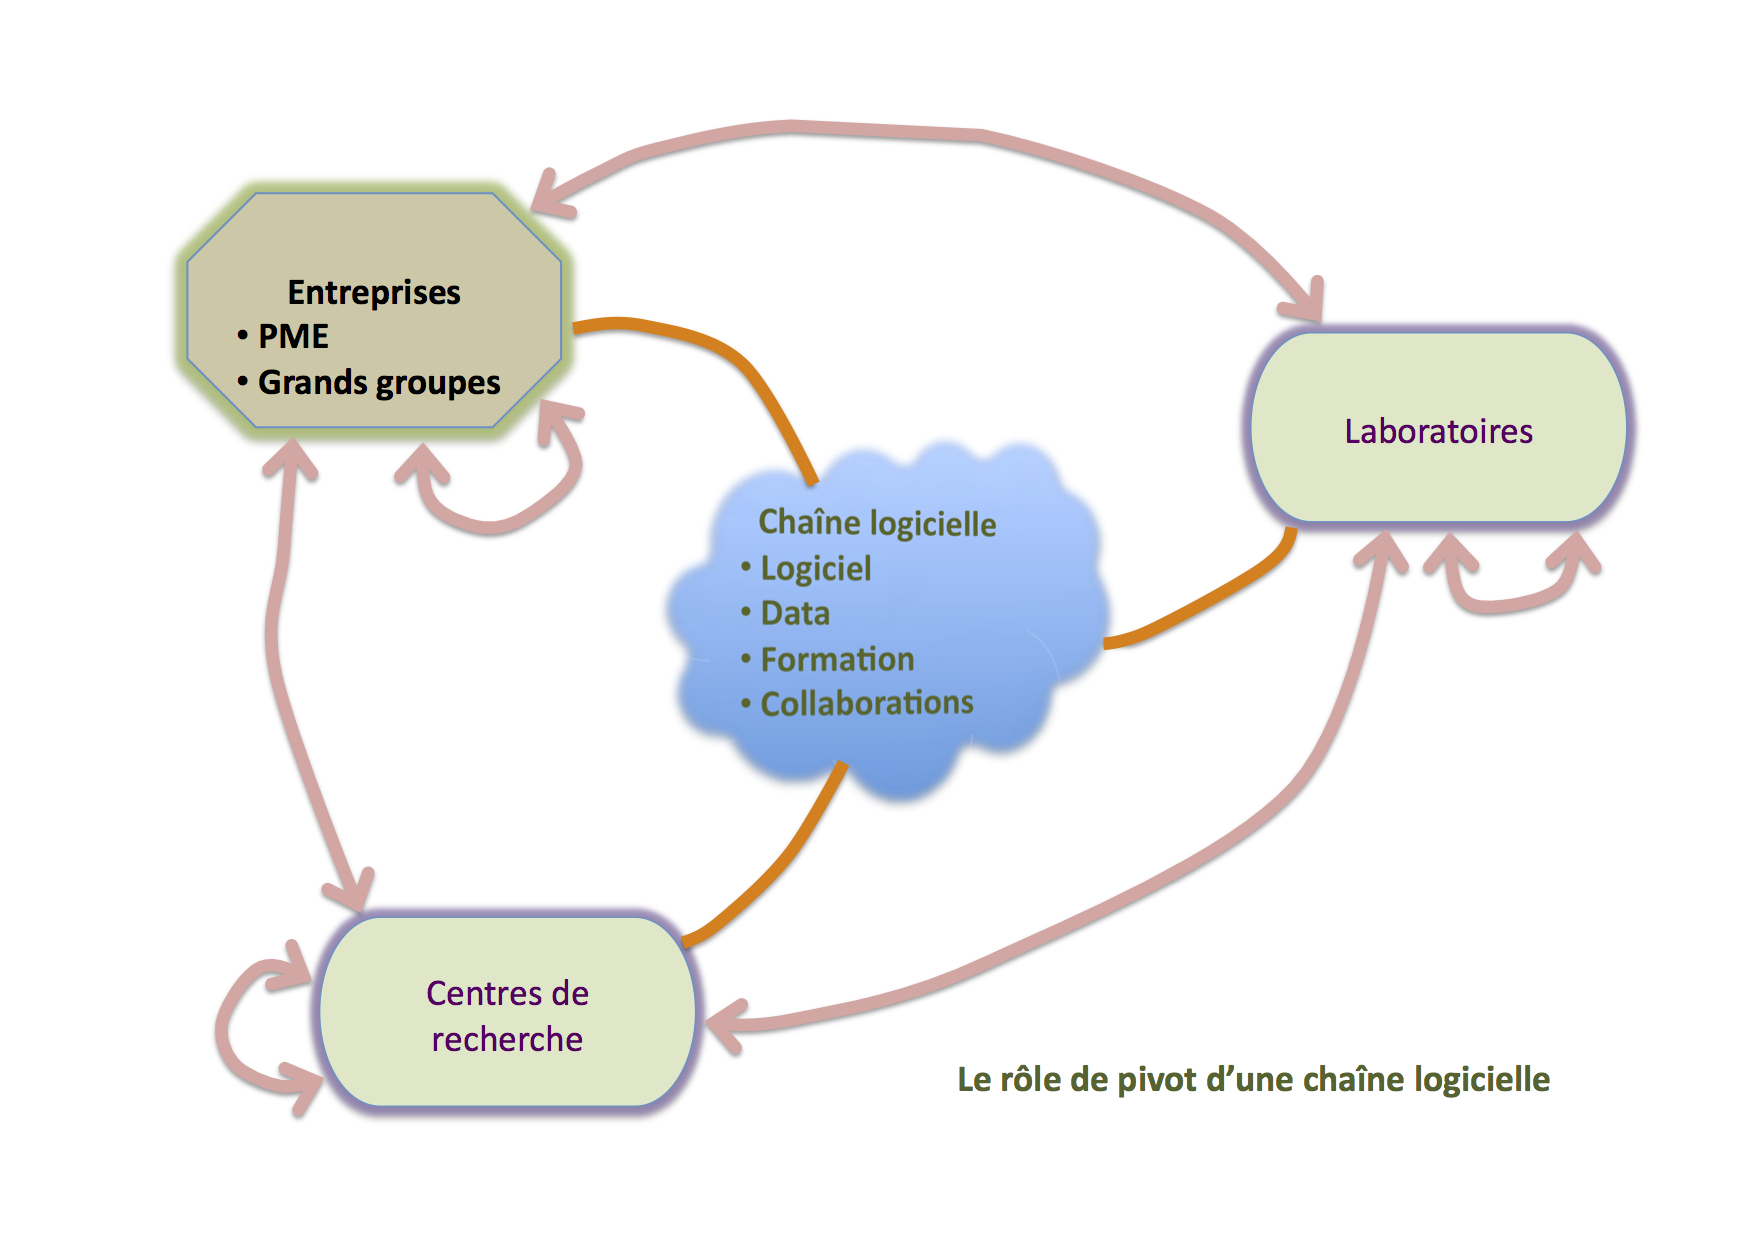 Entreprises
• PME
• Grands groupes
Laboratoires
Chaîne logicielle
• Logiciel
• Data
• Formation
• Collaborations
Centres de
recherche
Le rôle de pivot d’une chaîne logicielle